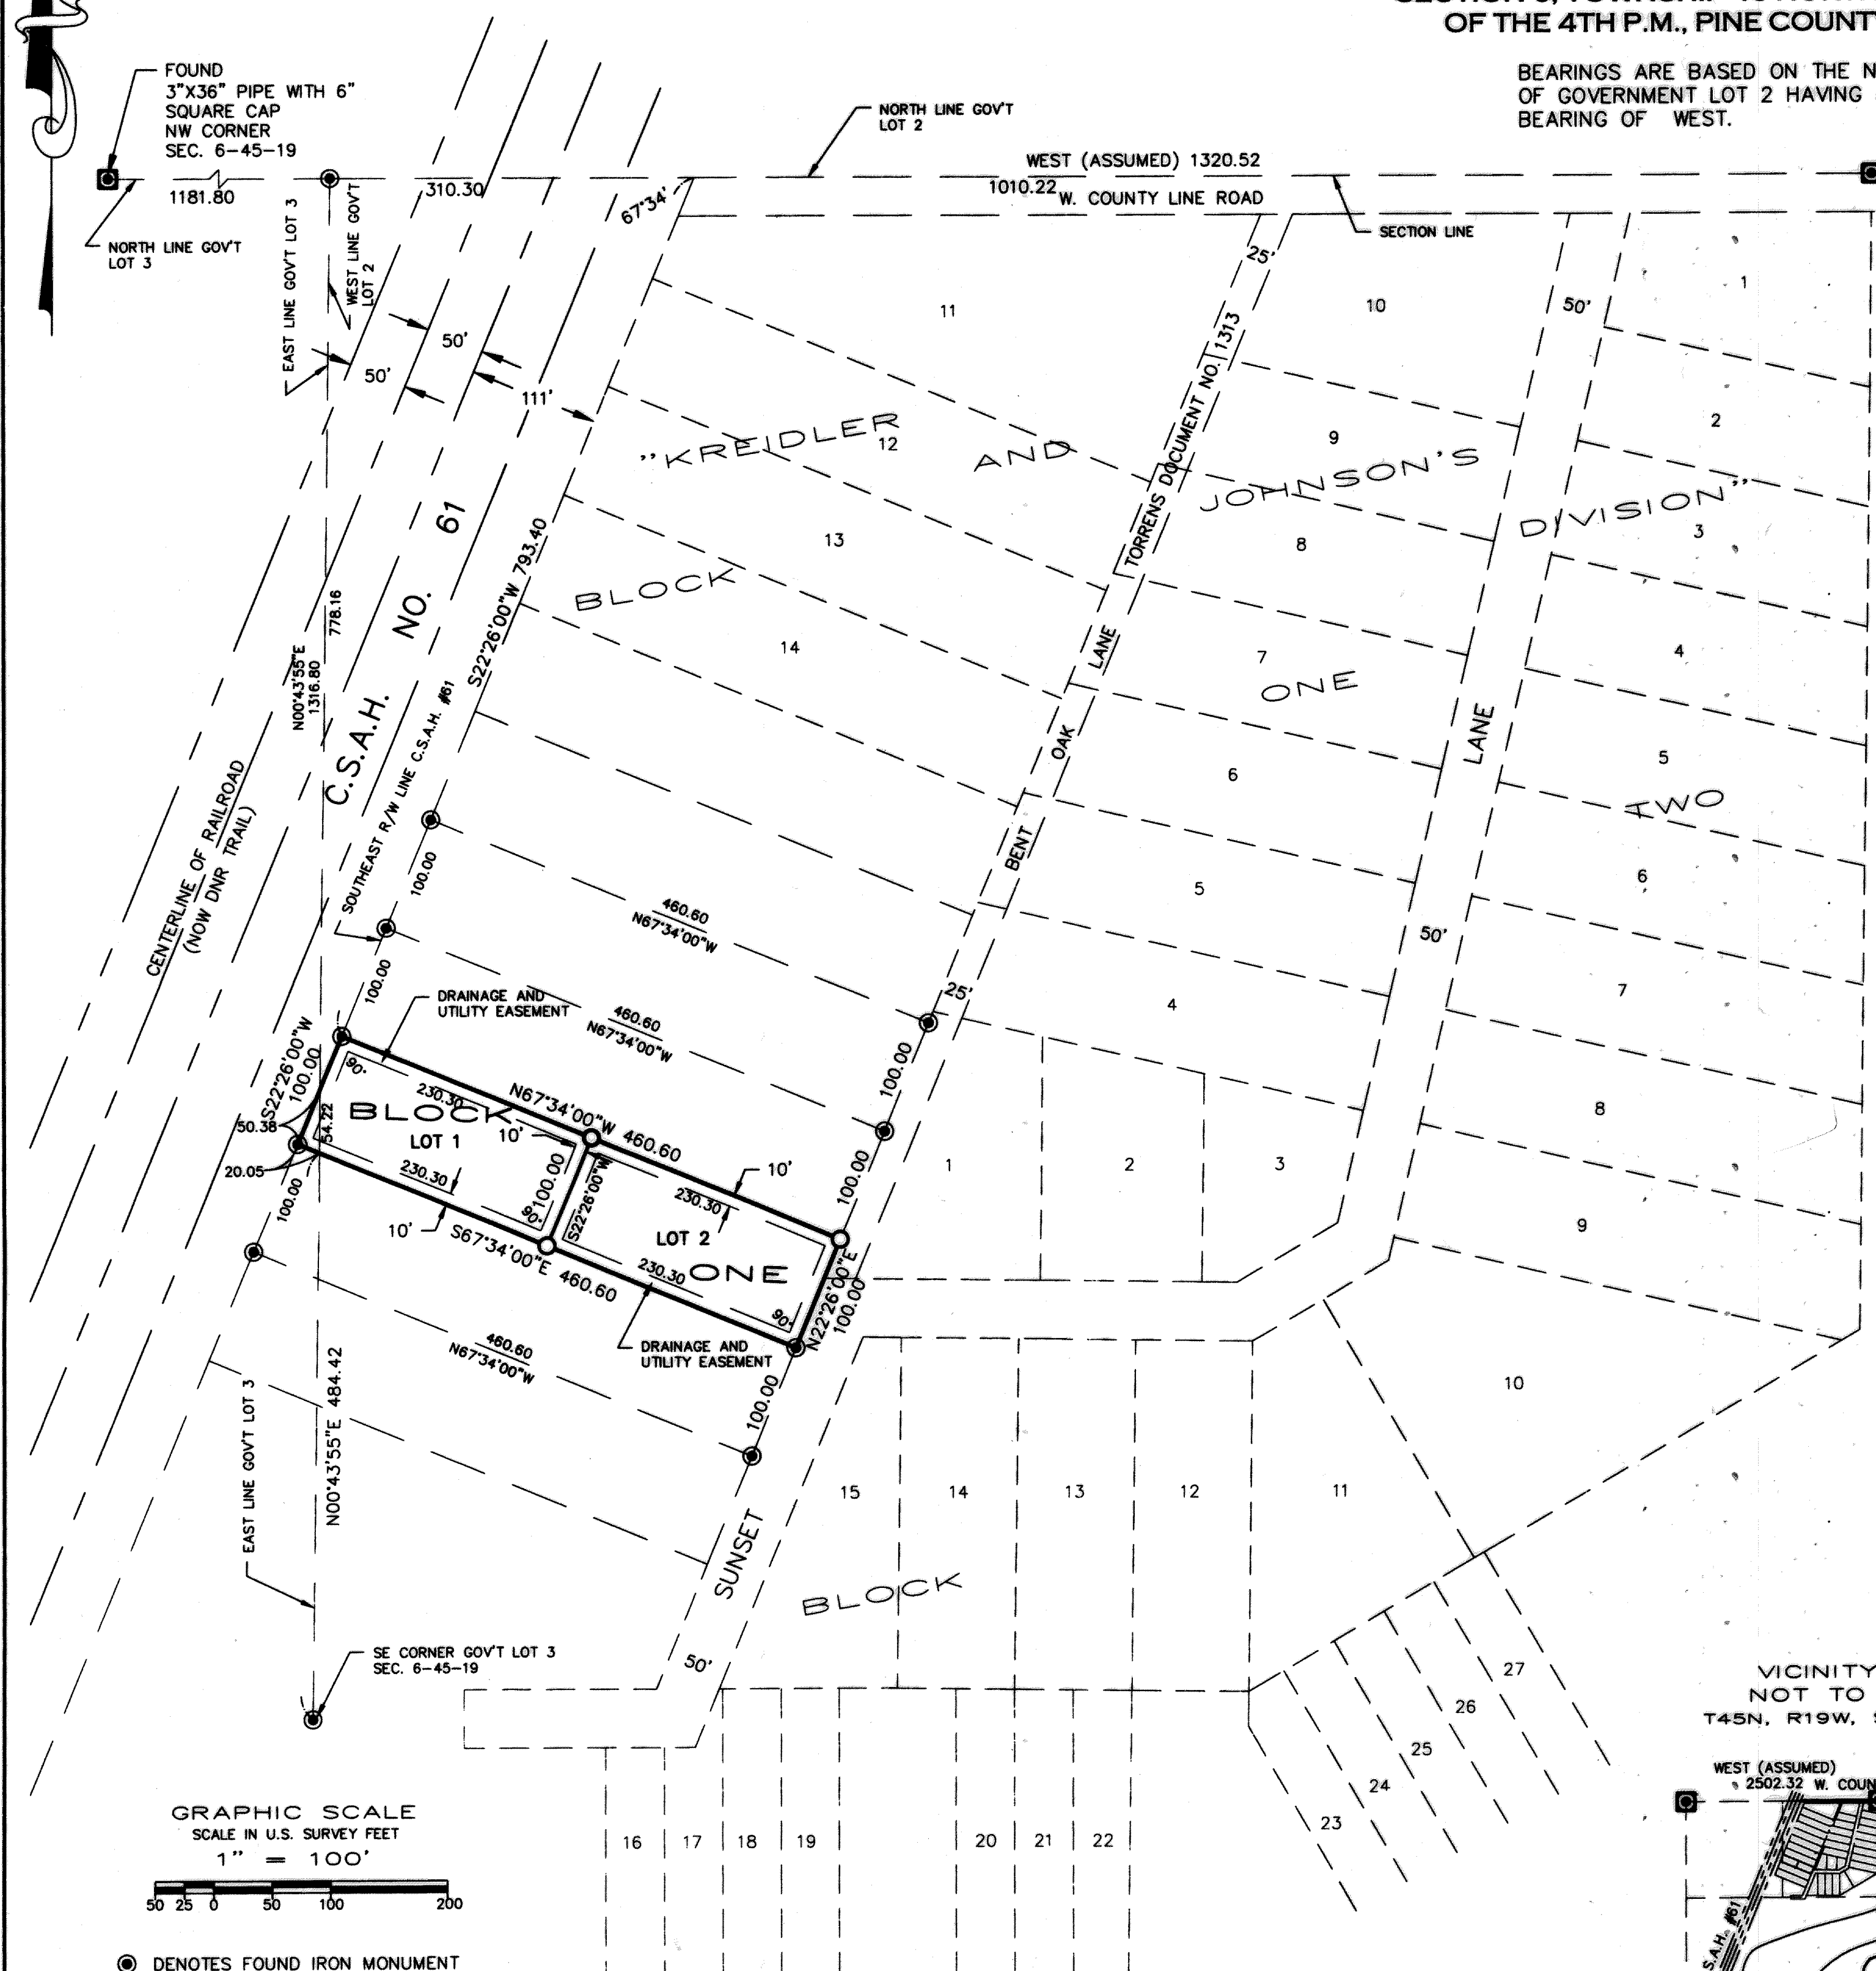 OF THE 4TH P.M., PINE COUNT
BEARINGS ARE BASED ON THE N
OF GOVERNMENT LOT 2 HAVING
BEARING OF WEST.
FOUND
3"X36" PIPE WITH 6"
SQUARE CAP
NW CORNER
SEC. 6-45-19
NORTH LINE GOV'T
LOT 2
WEST (ASSUMED) 1320.52
1181.80
310.30
67°34'
1010.22
W. COUNTY LINE ROAD
SECTION LINE
NORTH LINE GOV'T
LOT 3
EAST LINE GOV'T LOT 3
WEST LINE GOV'T
LOT 2
50'
50'
111'
25'
50'
11
10
1
"KREIDLER AND JOHNSON'S DIVISION"
12
9
2
13
8
3
BLOCK
14
7
ONE
4
TORRENS DOCUMENT NO. 1313
BENT OAK LANE
LANE
6
5
TWO
5
6
50'
4
7
8
9
C.S.A.H. NO. 61
S22°26'00"W 793.40
778.16
N00°43'55"E
1316.80
SOUTHEAST R/W LINE C.S.A.H. #61
CENTERLINE OF RAILROAD
(NOW DNR TRAIL)
100.00
100.00
460.60
N67°34'00"W
25'
DRAINAGE AND
UTILITY EASEMENT
460.60
N67°34'00"W
100.00
S22°26'00"W
100.00
90°
230.30
N67°34'00"W 460.60
BLOCK
LOT 1
10'
54.22
50.38
20.05
100.00
230.30
100.00
S22°26'00"W
90°
10'
10'
230.30
LOT 2
100.00
1
2
3
S67°34'00"E 460.60
230.30
ONE
90°
N22°26'00"E
100.00
DRAINAGE AND
UTILITY EASEMENT
460.60
N67°34'00"W
100.00
EAST LINE GOV'T LOT 3
N00°43'55"E 484.42
10
15
14
13
12
11
SUNSET
BLOCK
50'
SE CORNER GOV'T LOT 3
SEC. 6-45-19
27
26
25
24
23
16
17
18
19
20
21
22
VICINITY
NOT TO
T45N, R19W,
WEST (ASSUMED)
2502.32 W. COUN
S.A.H. #61
GRAPHIC SCALE
SCALE IN U.S. SURVEY FEET
1" = 100'
50 25 0 50 100 200
DENOTES FOUND IRON MONUMENT